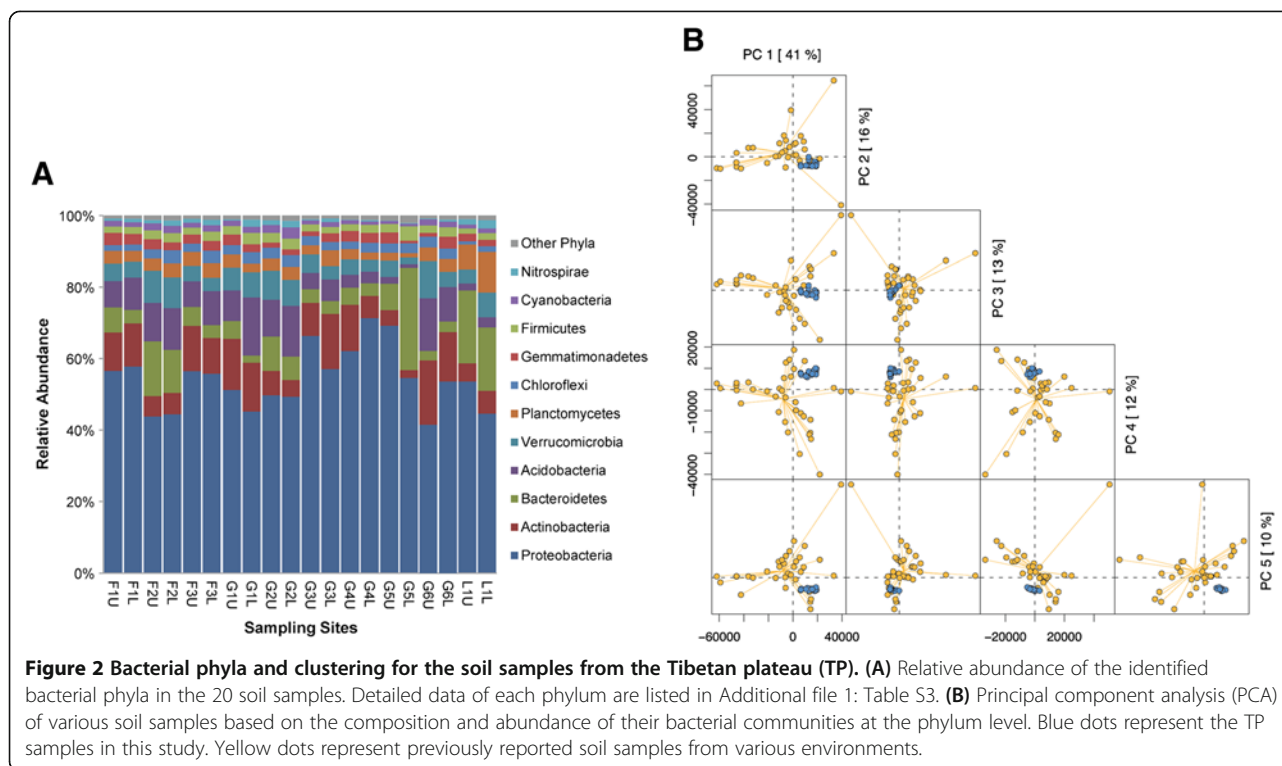 A
100%
80%
60%
40%
20%
0%
Relative Abundance
F1U F1L F2U F2L F3U F3L G1U G1L G2U G2L G3U G3L G4U G4L G5U G5L G6U G6L L1U L1L
Sampling Sites
Other Phyla
Nitrospirae
Cyanobacteria
Firmicutes
Gemmatimonadetes
Chloroflexi
Planctomycetes
Verrucomicrobia
Acidobacteria
Bacteroidetes
Actinobacteria
Proteobacteria
B
PC 1 [ 41 %]
40000
0
-40000
PC 2 [ 16 %]
PC 3 [ 13 %]
20000
0
-10000
-40000
PC 4 [ 12 %]
PC 5 [ 10 %]
-60000 0 40000 -20000 20000
Figure 2 Bacterial phyla and clustering for the soil samples from the Tibetan plateau (TP). (A) Relative abundance of the identified
bacterial phyla in the 20 soil samples. Detailed data of each phylum are listed in Additional file 1: Table S3. (B) Principal component analysis (PCA)
of various soil samples based on the composition and abundance of their bacterial communities at the phylum level. Blue dots represent the TP
samples in this study. Yellow dots represent previously reported soil samples from various environments.